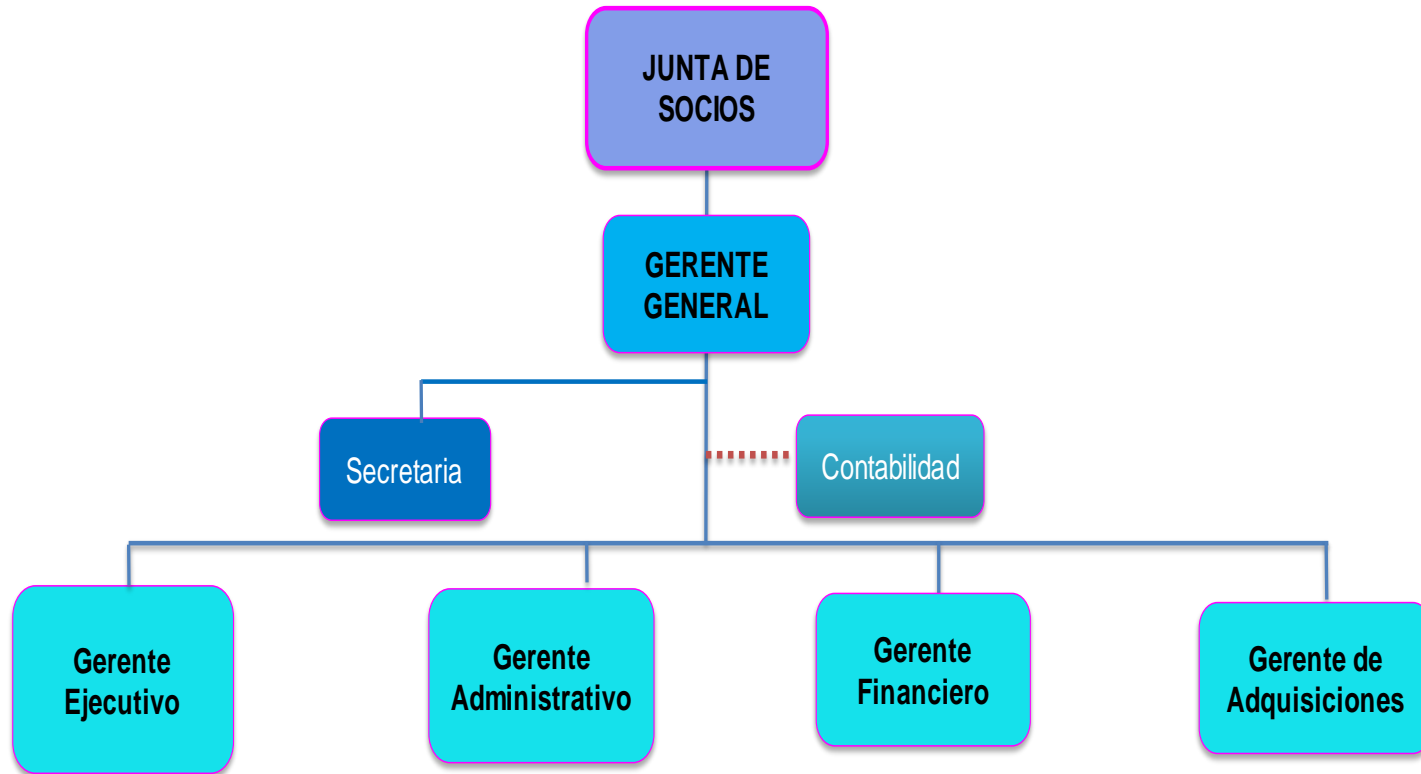 JUNTA DE
SOCIOS
GERENTE
GENERAL
Secretaria
Contabilidad
Gerente
Ejecutivo
Gerente
Administrativo
Gerente
Financiero
Gerente de
Adquisiciones